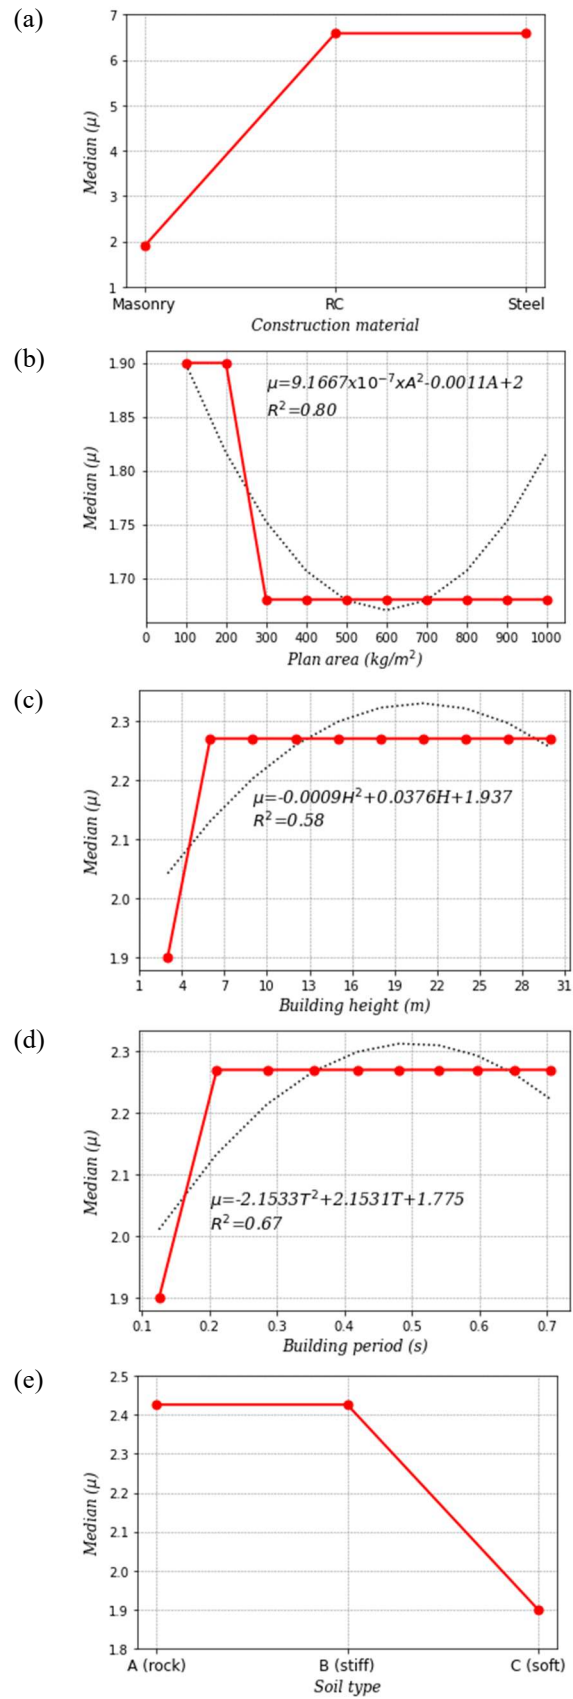 (a)
7
6
5
4
3
2
1
Median (μ)
Masonry RC Steel
Construction material
(b)
1.90
1.85
1.80
1.75
1.70
Median (μ)
μ=9.1667x10⁻⁷xA²-0.0011A+2
R²=0.80
0 100 200 300 400 500 600 700 800 900 1000
Plan area (kg/m²)
(c)
2.3
2.2
2.1
2.0
1.9
Median (μ)
μ=-0.0009H²+0.0376H+1.937
R²=0.58
1 4 7 10 13 16 19 22 25 28 31
Building height (m)
(d)
2.3
2.2
2.1
2.0
1.9
Median (μ)
μ=-2.1533T²+2.1531T+1.775
R²=0.67
0.1 0.2 0.3 0.4 0.5 0.6 0.7
Building period (s)
(e)
2.5
2.4
2.3
2.2
2.1
2.0
1.9
1.8
Median (μ)
A (rock) B (stiff) C (soft)
Soil type